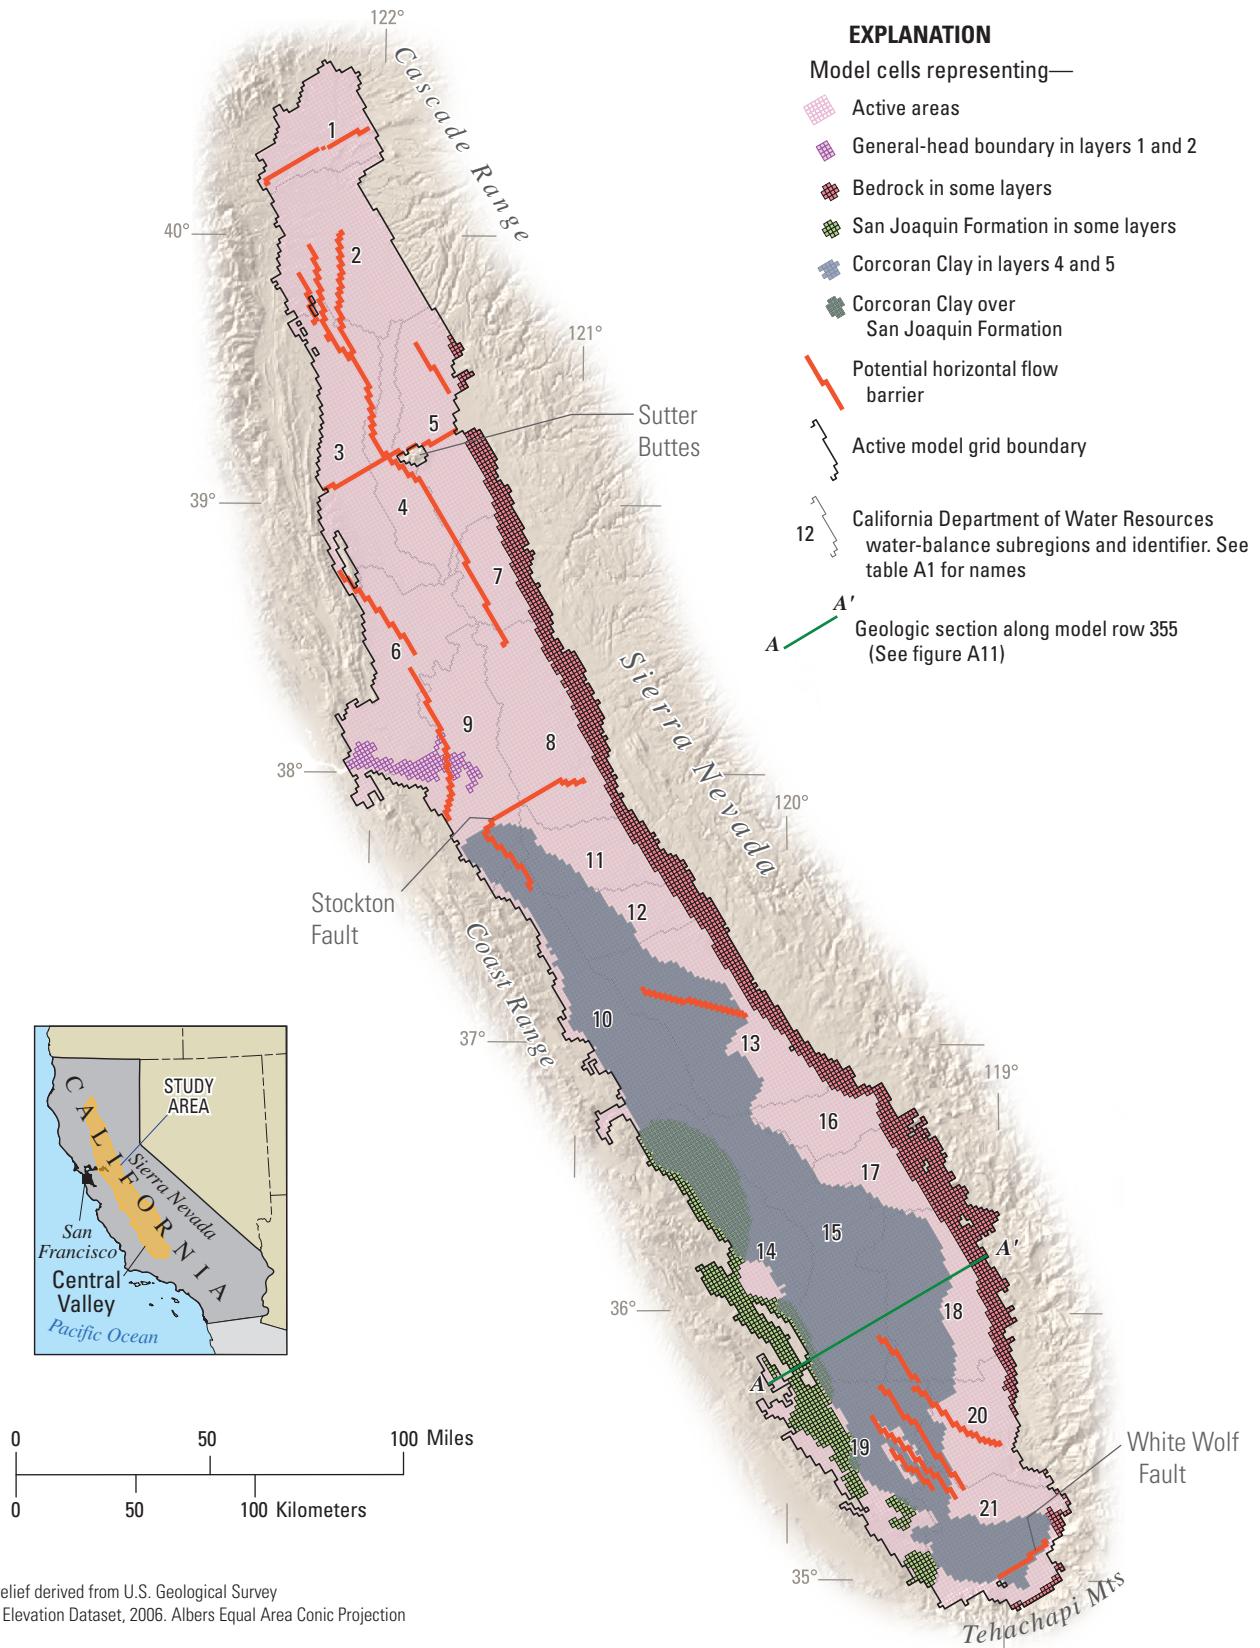 EXPLANATION
Model cells representing—
Active areas
General-head boundary in layers 1 and 2
Bedrock in some layers
San Joaquin Formation in some layers
Corcoran Clay in layers 4 and 5
Corcoran Clay over
San Joaquin Formation
Potential horizontal flow
barrier
Active model grid boundary
12
California Department of Water Resources
water-balance subregions and identifier. See
table A1 for names
A
A'
Geologic section along model row 355
(See figure A11)
122°
Cascade Range
1
40°
2
121°
Sutter
Buttes
5
3
39°
4
7
Sierra Nevada
6
9
8
38°
120°
11
Stockton
Fault
12
Coast Range
10
37°
13
119°
16
17
15
14
A'
36°
18
A
20
19
White Wolf
Fault
21
35°
Tehachapi Mts
CALIFORNIA
STUDY
AREA
Sierra Nevada
San
Francisco
Central
Valley
Pacific Ocean
0 50 100 Miles
0 50 100 Kilometers
elief derived from U.S. Geological Survey
Elevation Dataset, 2006. Albers Equal Area Conic Projection